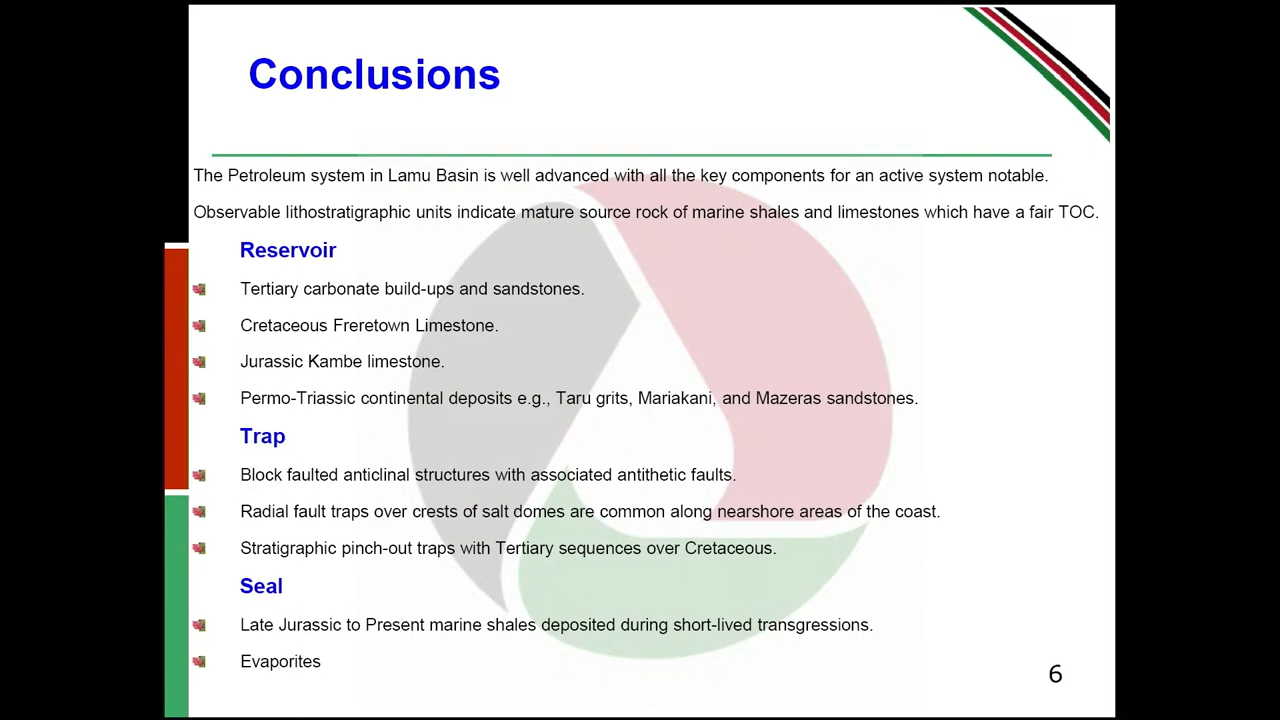 Conclusions
The Petroleum system in Lamu Basin is well advanced with all the key components for an active system notable.
Observable lithostratigraphic units indicate mature source rock of marine shales and limestones which have a fair TOC.
Reservoir
Tertiary carbonate build-ups and sandstones.
Cretaceous Freretown Limestone.
Jurassic Kambe limestone.
Permo-Triassic continental deposits e.g., Taru grits, Mariakani, and Mazeras sandstones.
Trap
Block faulted anticlinal structures with associated antithetic faults.
Radial fault traps over crests of salt domes are common along nearshore areas of the coast.
Stratigraphic pinch-out traps with Tertiary sequences over Cretaceous.
Seal
Late Jurassic to Present marine shales deposited during short-lived transgressions.
Evaporites
6